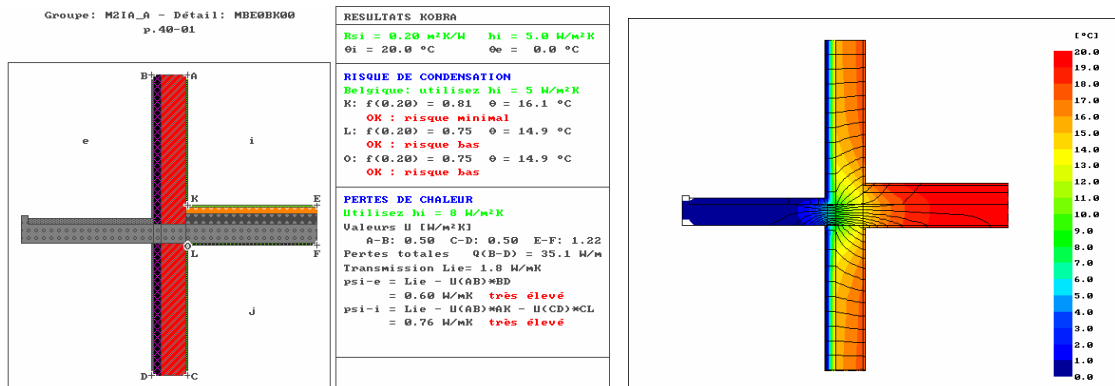 Groupe: M2IA_A - Détail: MBE0BK00
p.40-01
B A
e i
K E
O
L F
j
D C
RESULTATS KOBRA
Rsi = 0.20 m²K/W hi = 5.0 W/m²K
θi = 20.0 °C θe = 0.0 °C
RISQUE DE CONDENSATION
Belgique: utilisez hi = 5 W/m²K
K: f(0.20) = 0.81 θ = 16.1 °C
OK : risque minimal
L: f(0.20) = 0.75 θ = 14.9 °C
OK : risque bas
O: f(0.20) = 0.75 θ = 14.9 °C
OK : risque bas
PERTES DE CHALEUR
Utilisez hi = 8 W/m²K
Valeurs U [W/m²K]
A-B: 0.50 C-D: 0.50 E-F: 1.22
Pertes totales Q(B-D) = 35.1 W/m
Transmission Lie= 1.8 W/mK
psi-e = Lie - U(AB)*BD
= 0.60 W/mK très élevé
psi-i = Lie - U(AB)*AK - U(CD)*CL
= 0.76 W/mK très élevé
[°C]
20.0
19.0
18.0
17.0
16.0
15.0
14.0
13.0
12.0
11.0
10.0
9.0
8.0
7.0
6.0
5.0
4.0
3.0
2.0
1.0
0.0